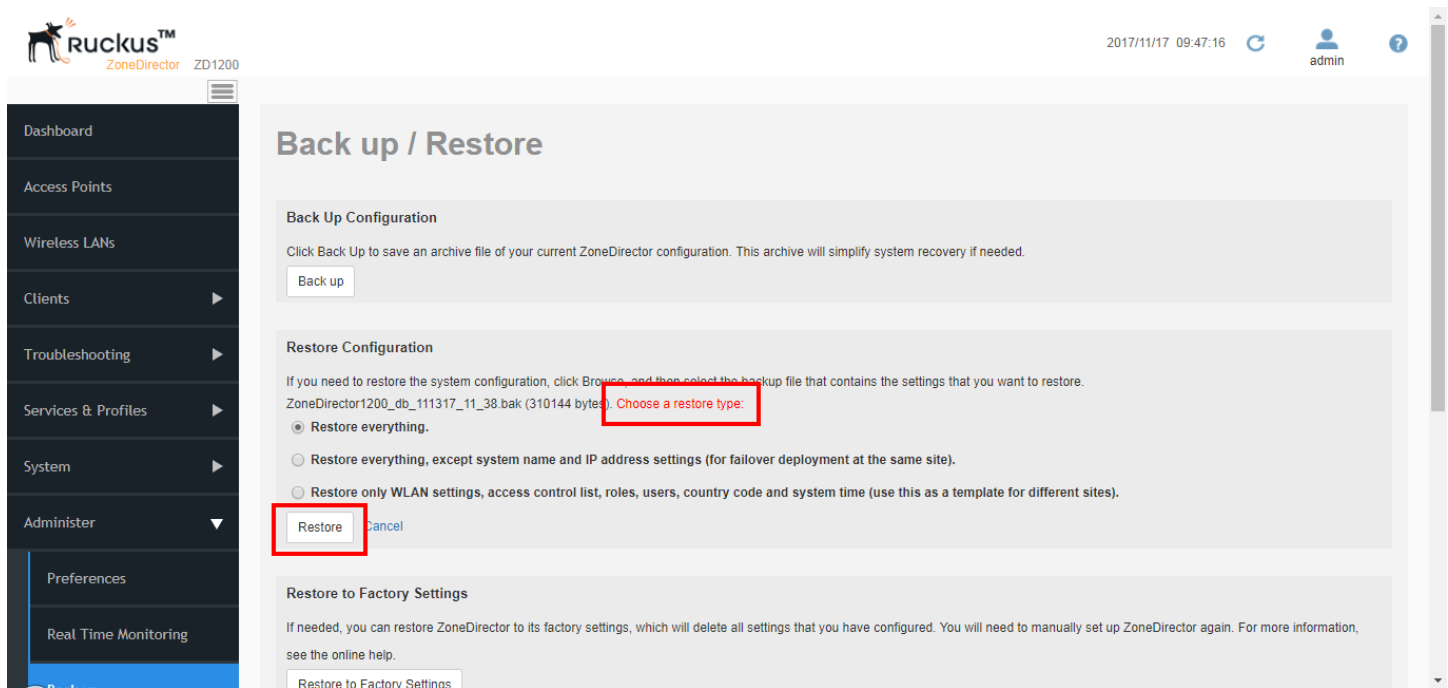 Ruckus™
ZoneDirector ZD1200
2017/11/17 09:47:16
admin
Dashboard
Access Points
Wireless LANs
Clients
Troubleshooting
Services & Profiles
System
Administer
Preferences
Real Time Monitoring
Back up / Restore
Back Up Configuration
Click Back Up to save an archive file of your current ZoneDirector configuration. This archive will simplify system recovery if needed.
Back up
Restore Configuration
If you need to restore the system configuration, click Browse, and then select the backup file that contains the settings that you want to restore.
ZoneDirector1200_db_111317_11_38.bak (310144 bytes). Choose a restore type:
Restore everything.
Restore everything, except system name and IP address settings (for failover deployment at the same site).
Restore only WLAN settings, access control list, roles, users, country code and system time (use this as a template for different sites).
Restore Cancel
Restore to Factory Settings
If needed, you can restore ZoneDirector to its factory settings, which will delete all settings that you have configured. You will need to manually set up ZoneDirector again. For more information,
see the online help.
Restore to Factory Settings